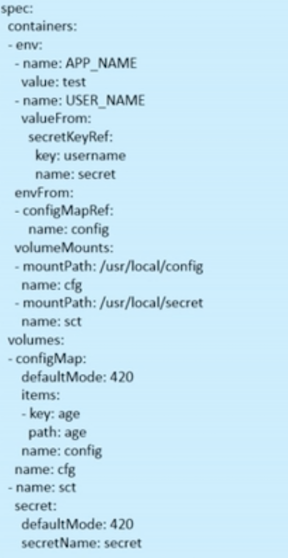 spec:
containers:
- env:
- name: APP_NAME
value: test
- name: USER_NAME
valueFrom:
secretKeyRef:
key: username
name: secret
envFrom:
- configMapRef:
name: config
volumeMounts:
- mountPath: /usr/local/config
name: cfg
- mountPath: /usr/local/secret
name: sct
volumes:
- configMap:
defaultMode: 420
items:
- key: age
path: age
name: config
name: cfg
- name: sct
secret:
defaultMode: 420
secretName: secret